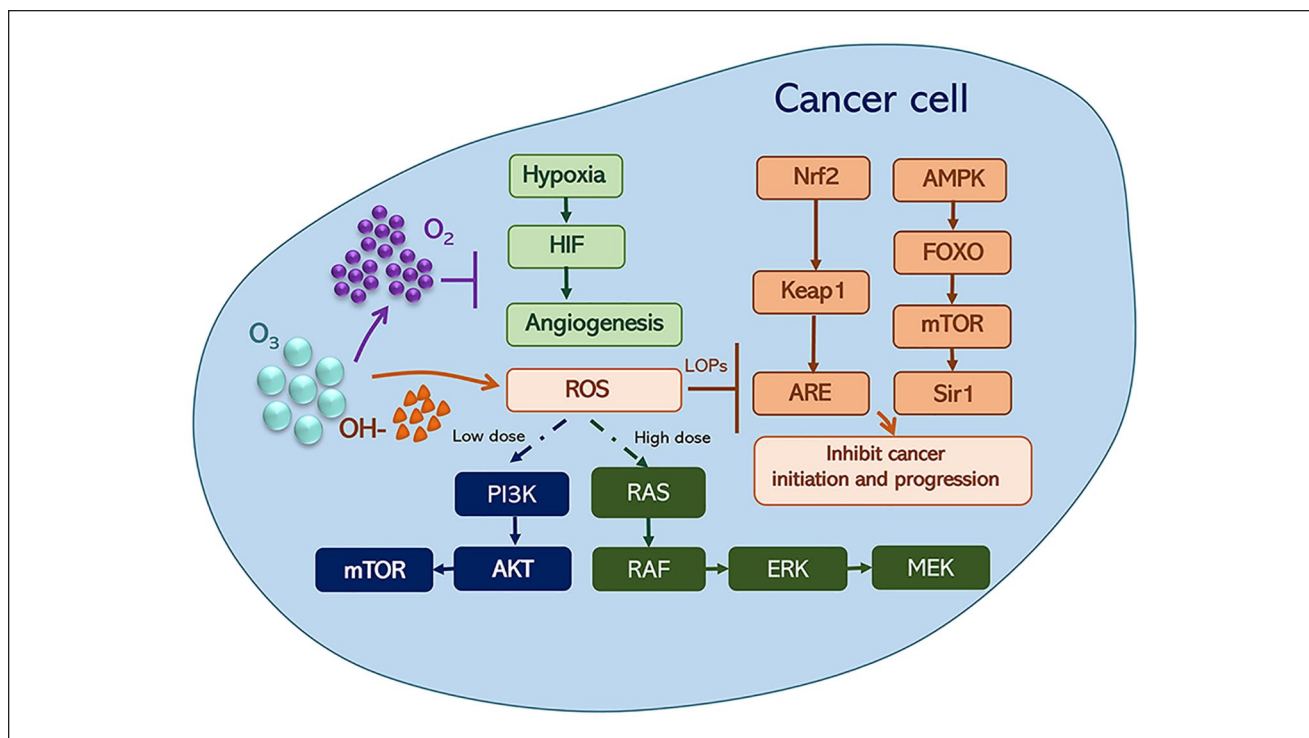 Cancer cell
Hypoxia
HIF
Angiogenesis
O2
O3
OH-
ROS
LOPs
Nrf2
Keap1
ARE
AMPK
FOXO
mTOR
Sir1
Inhibit cancer
initiation and progression
Low dose
High dose
PI3K
AKT
mTOR
RAS
RAF
ERK
MEK